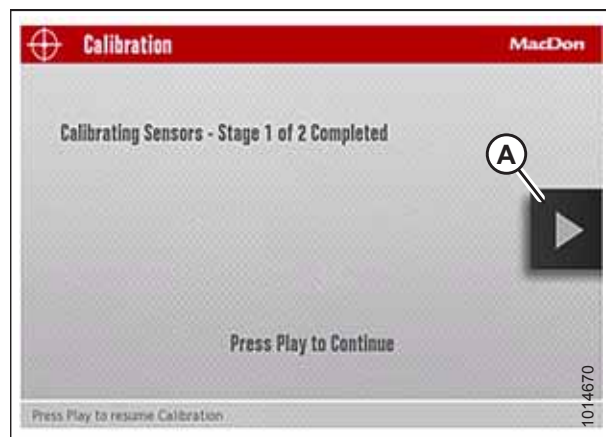 Calibration
MacDon
Calibrating Sensors - Stage 1 of 2 Completed
A
Press Play to Continue
Press Play to resume Calibration
1014670